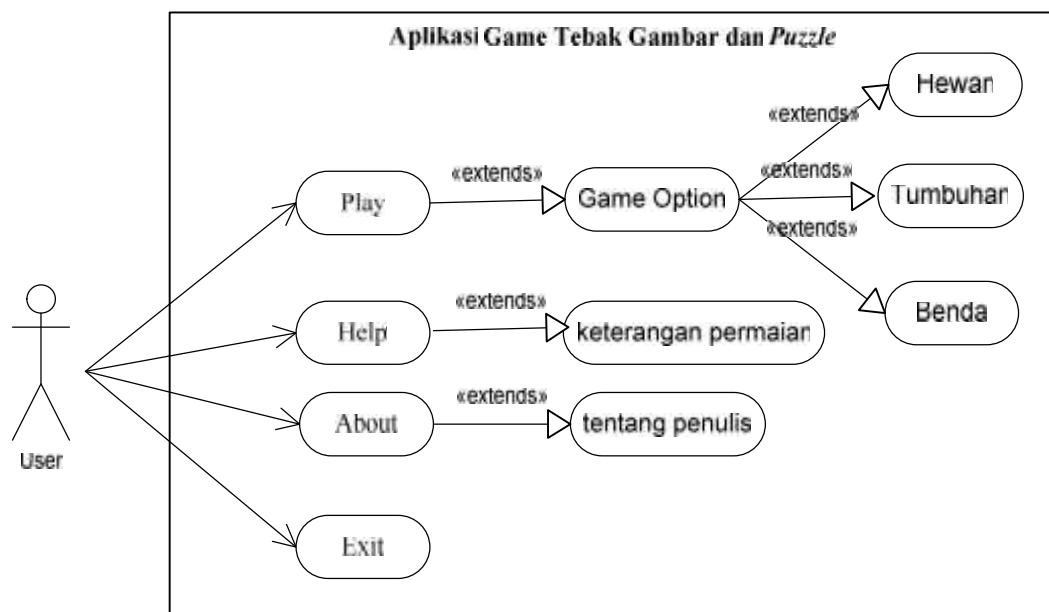 Aplikasi Game Tebak Gambar dan Puzzle
Hewan
«extends»
«extends»
«extends»
Play
Game Option
Tumbuhan
«extends»
Benda
«extends»
Help
keterangan permaian
«extends»
About
tentang penulis
User
Exit